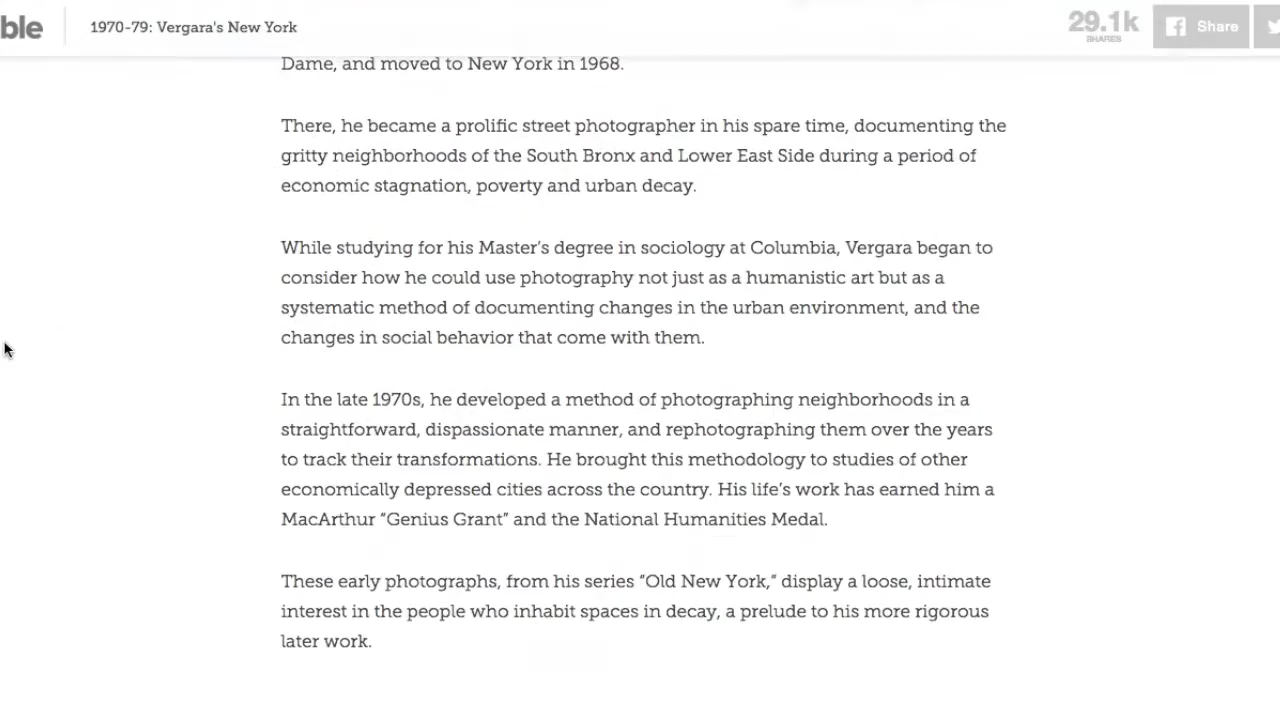 ble
1970-79: Vergara's New York
29.1k
SHARES
Share
Dame, and moved to New York in 1968.
There, he became a prolific street photographer in his spare time, documenting the
gritty neighborhoods of the South Bronx and Lower East Side during a period of
economic stagnation, poverty and urban decay.
While studying for his Master's degree in sociology at Columbia, Vergara began to
consider how he could use photography not just as a humanistic art but as a
systematic method of documenting changes in the urban environment, and the
changes in social behavior that come with them.
In the late 1970s, he developed a method of photographing neighborhoods in a
straightforward, dispassionate manner, and rephotographing them over the years
to track their transformations. He brought this methodology to studies of other
economically depressed cities across the country. His life's work has earned him a
MacArthur “Genius Grant” and the National Humanities Medal.
These early photographs, from his series “Old New York,” display a loose, intimate
interest in the people who inhabit spaces in decay, a prelude to his more rigorous
later work.